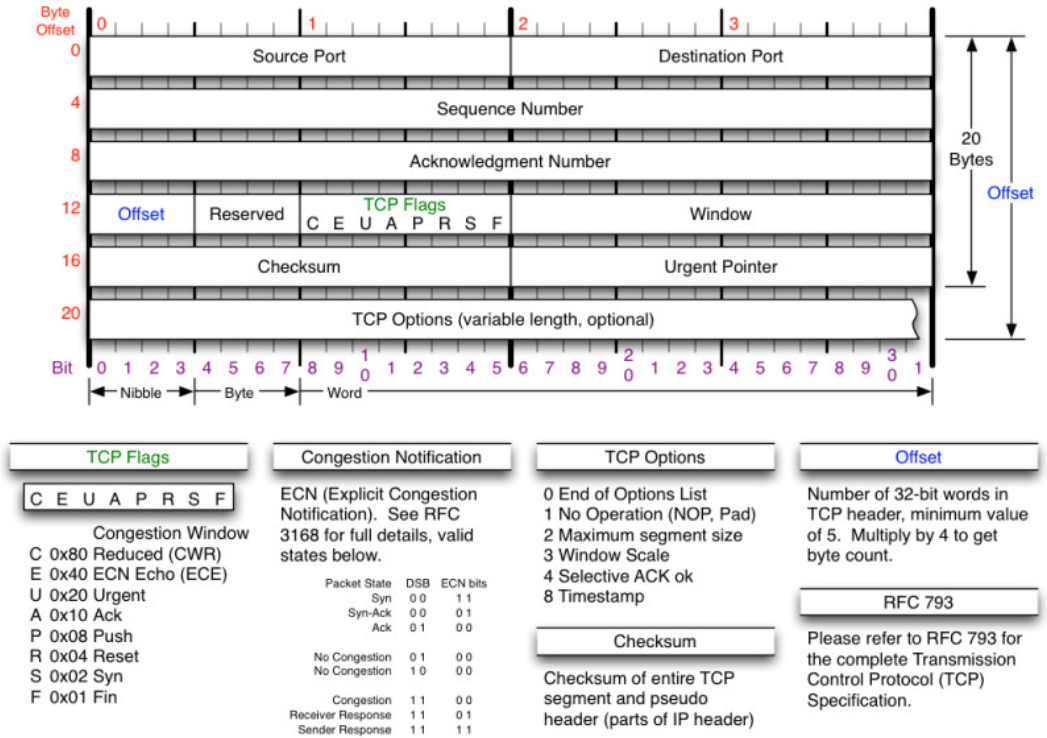 Byte
Offset
0 1 2 3
0 Source Port Destination Port
4 Sequence Number
8 Acknowledgment Number
20
Bytes
Offset
12 Offset Reserved TCP Flags Window
C E U A P R S F
16 Checksum Urgent Pointer
20 TCP Options (variable length, optional)
Bit 0 1 2 3 4 5 6 7 8 9 10 1 2 3 4 5 6 7 8 9 20 1 2 3 4 5 6 7 8 9 30 1
Nibble Byte Word
TCP Flags
C E U A P R S F
Congestion Window
C 0x80 Reduced (CWR)
E 0x40 ECN Echo (ECE)
U 0x20 Urgent
A 0x10 Ack
P 0x08 Push
R 0x04 Reset
S 0x02 Syn
F 0x01 Fin
Congestion Notification
ECN (Explicit Congestion
Notification). See RFC
3168 for full details, valid
states below.
Packet State DSB ECN bits
Syn 0 0 1 1
Syn-Ack 0 0 0 1
Ack 0 1 0 0
No Congestion 0 1 0 0
No Congestion 1 0 0 0
Congestion 1 1 0 0
Receiver Response 1 1 0 1
Sender Response 1 1 1 1
TCP Options
0 End of Options List
1 No Operation (NOP, Pad)
2 Maximum segment size
3 Window Scale
4 Selective ACK ok
8 Timestamp
Checksum
Checksum of entire TCP
segment and pseudo
header (parts of IP header)
Offset
Number of 32-bit words in
TCP header, minimum value
of 5. Multiply by 4 to get
byte count.
RFC 793
Please refer to RFC 793 for
the complete Transmission
Control Protocol (TCP)
Specification.